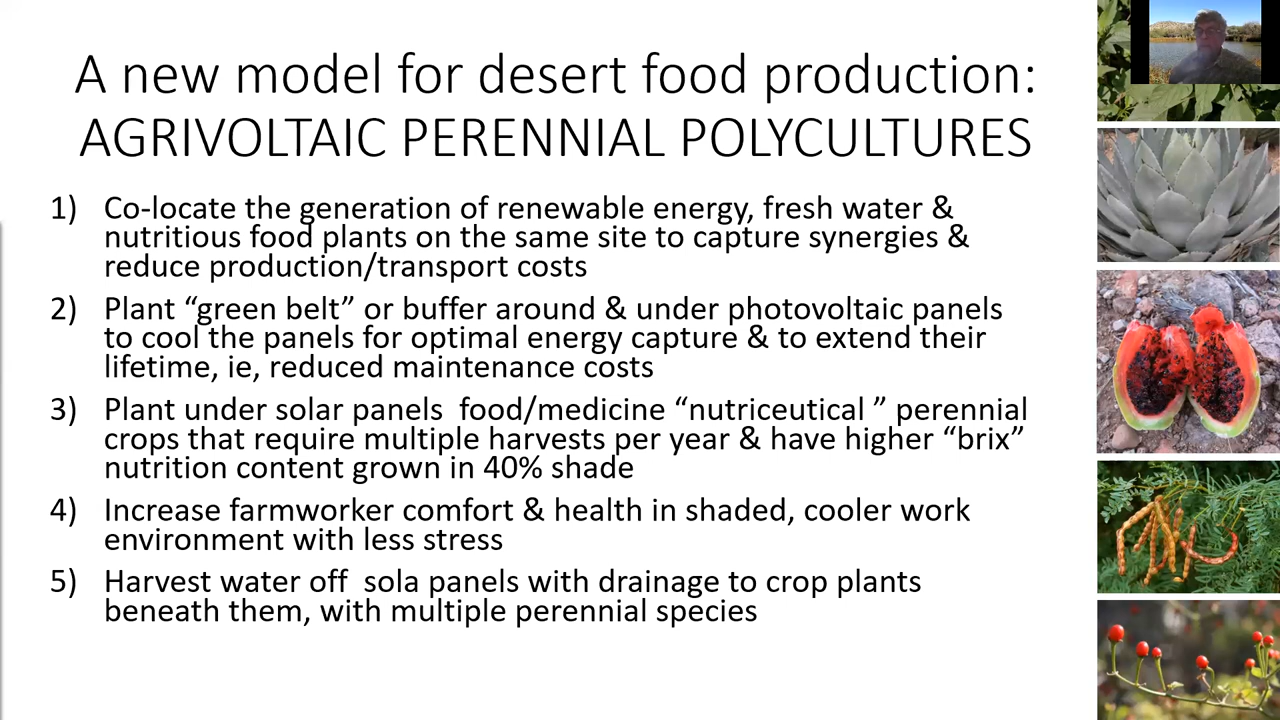 A new model for desert food production:
AGRIVOLTAIC PERENNIAL POLYCULTURES
1) Co-locate the generation of renewable energy, fresh water &
nutritious food plants on the same site to capture synergies &
reduce production/transport costs
2) Plant “green belt” or buffer around & under photovoltaic panels
to cool the panels for optimal energy capture & to extend their
lifetime, ie, reduced maintenance costs
3) Plant under solar panels  food/medicine “nutriceutical ” perennial
crops that require multiple harvests per year & have higher “brix”
nutrition content grown in 40% shade
4) Increase farmworker comfort & health in shaded, cooler work
environment with less stress
5) Harvest water off  sola panels with drainage to crop plants
beneath them, with multiple perennial species